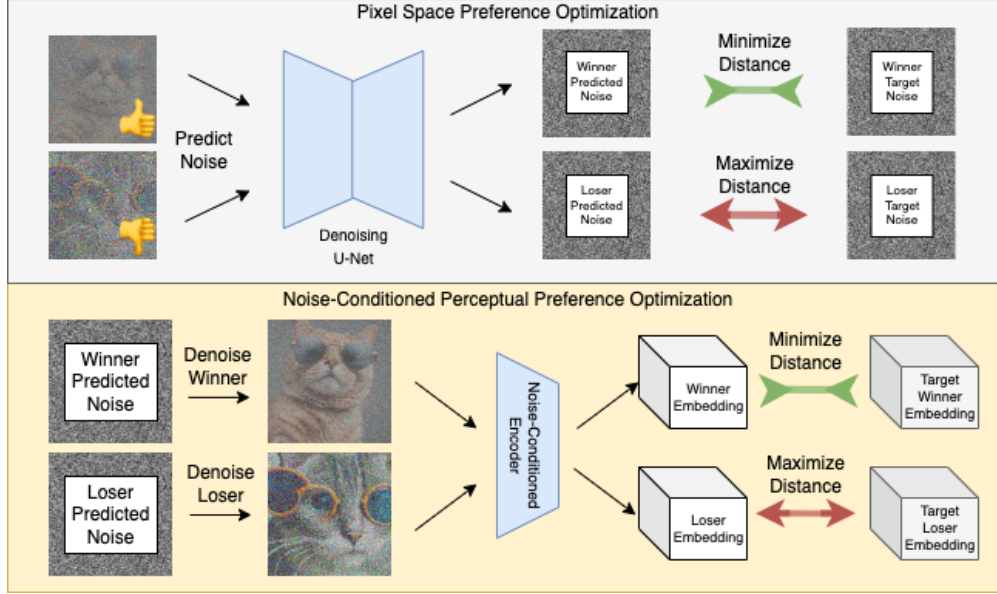 Pixel Space Preference Optimization
Predict
Noise
Denoising
U-Net
Winner
Predicted
Noise
Minimize
Distance
Winner
Target
Noise
Loser
Predicted
Noise
Maximize
Distance
Loser
Target
Noise
Noise-Conditioned Perceptual Preference Optimization
Winner
Predicted
Noise
Denoise
Winner
Loser
Predicted
Noise
Denoise
Loser
Noise-Conditioned
Encoder
Winner
Embedding
Minimize
Distance
Target
Winner
Embedding
Loser
Embedding
Maximize
Distance
Target
Loser
Embedding